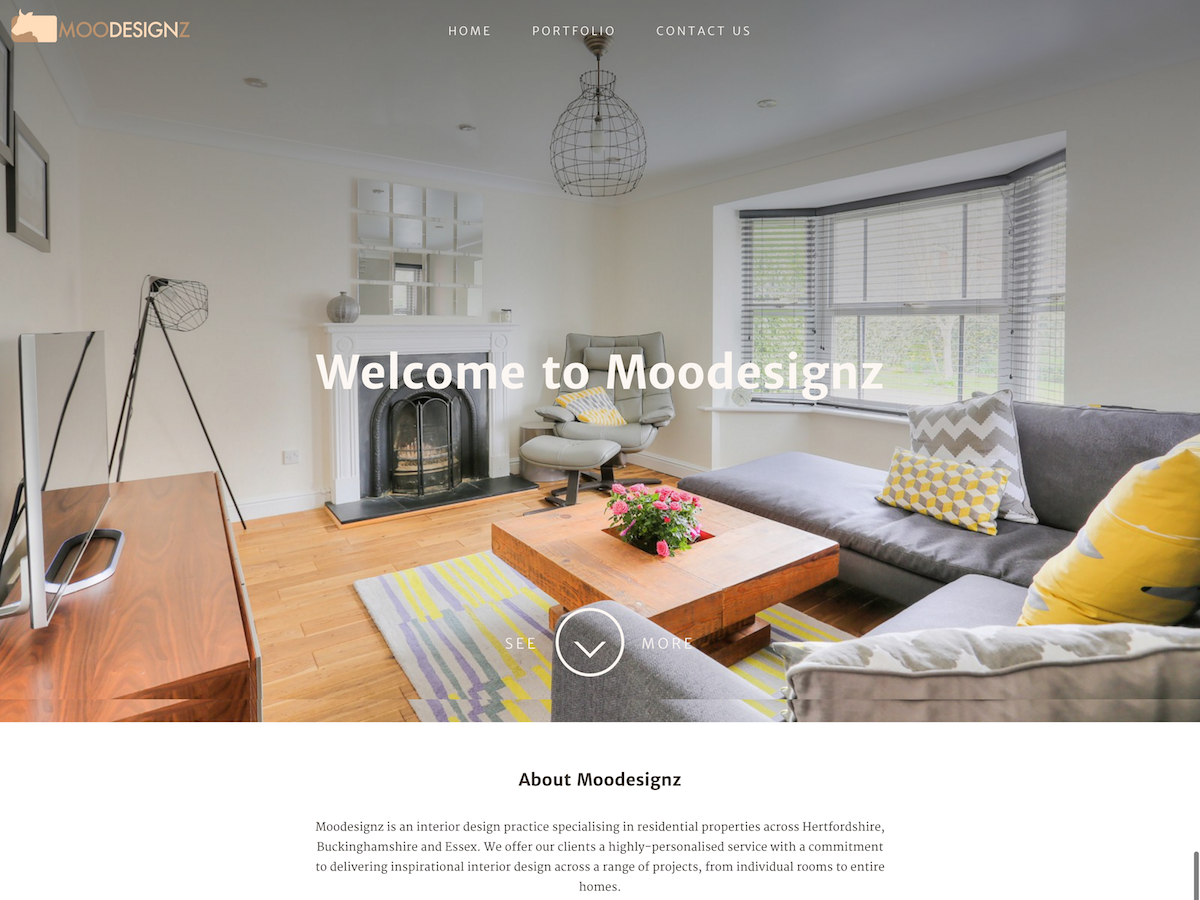 MOODESIGNZ
HOME PORTFOLIO CONTACT US
Welcome to Moodesignz
SEE MORE
About Moodesignz
Moodesignz is an interior design practice specialising in residential properties across Hertfordshire,
Buckinghamshire and Essex. We offer our clients a highly-personalised service with a commitment
to delivering inspirational interior design across a range of projects, from individual rooms to entire
homes.